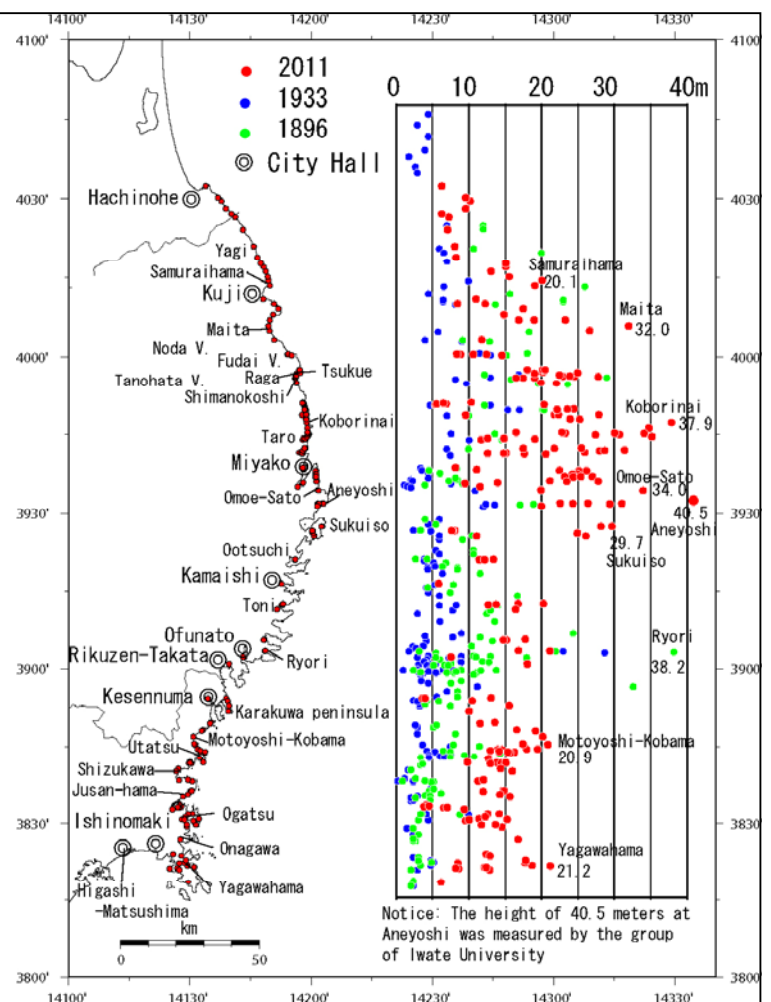 14100' 14130' 14200' 14230' 14300' 14330'
4100' 4100'
0 10 20 30 40m
2011
1933
1896
City Hall
4030' 4030'
Hachinohe
Yagi
Samuraihama
Kuji
Maita
Noda V.
Fudai V.
Raga
Tsukue
Tanohata V.
Shimanokoshi
Koborinai
Taro
Miyako
Omoe-Sato
Aneyoshi
Sukuiso
Ootsuchi
Kamaishi
Toni
Ofunato
Rikuzen-Takata
Ryori
Kesennuma
Karakuwa peninsula
Motoyoshi-Kobama
Utatsu
Shizukawa
Jusan-hama
Ogatsu
Ishinomaki
Onagawa
Higashi
-Matsushima
Yagawahama
km
0 50
Samuraihama
20.1
Maita
32.0
4000' 4000'
Koborinai
37.9
Omoe-Sato
34.0
40.5
Aneyoshi
29.7
Sukuiso
3930' 3930'
Ryori
38.2
3900' 3900'
Motoyoshi-Kobama
20.9
3830' 3830'
Yagawahama
21.2
Notice: The height of 40.5 meters at
Aneyoshi was measured by the group
of Iwate University
3800' 3800'
14100' 14130' 14200' 14230' 14300' 14330'